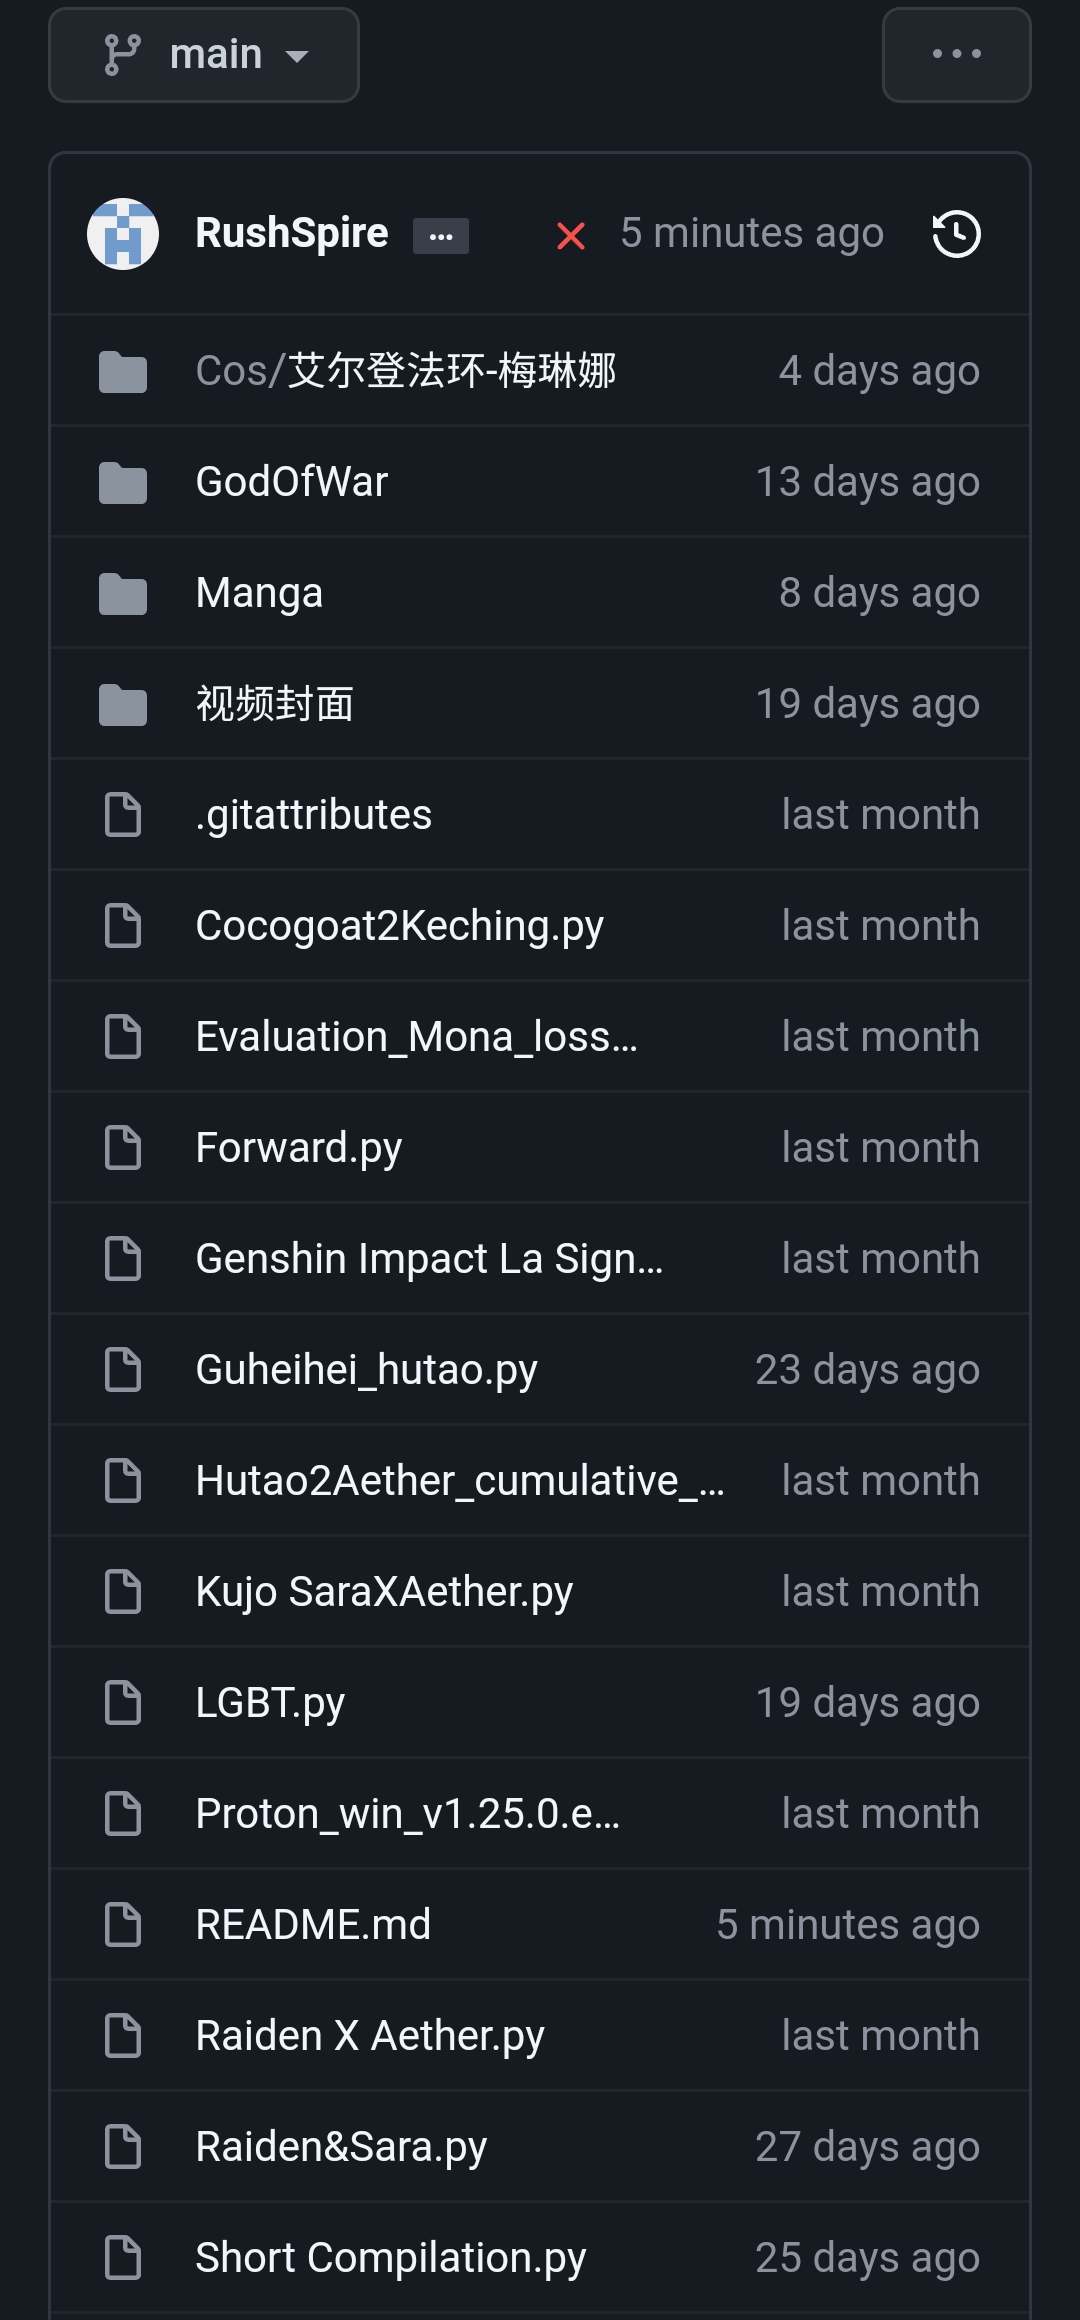 main
RushSpire ... 5 minutes ago
Cos/艾尔登法环-梅琳娜 4 days ago
GodOfWar 13 days ago
Manga 8 days ago
视频封面 19 days ago
.gitattributes last month
Cocogoat2Keching.py last month
Evaluation_Mona_loss... last month
Forward.py last month
Genshin Impact La Sign... last month
Guheihei_hutao.py 23 days ago
Hutao2Aether_cumulative_... last month
Kujo SaraXAether.py last month
LGBT.py 19 days ago
Proton_win_v1.25.0.e... last month
README.md 5 minutes ago
Raiden X Aether.py last month
Raiden&Sara.py 27 days ago
Short Compilation.py 25 days ago